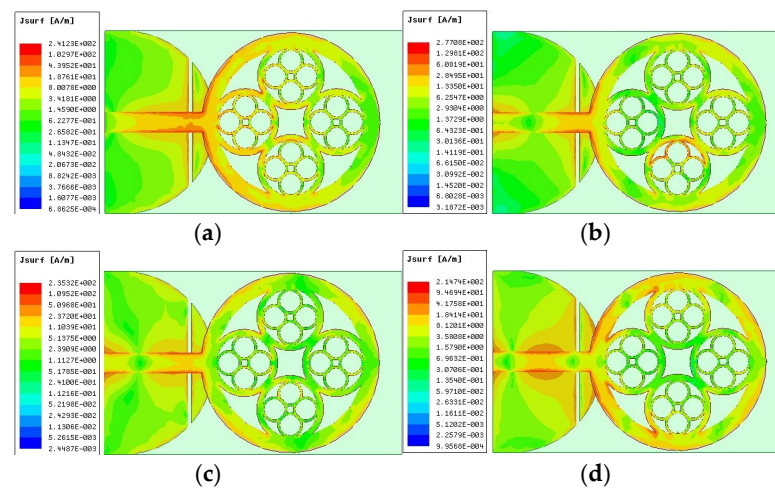 Jsurf [A/m]
2.4123E+002
1.0297E+002
4.3952E+001
1.8761E+001
8.0078E+000
3.4181E+000
1.4590E+000
6.2277E-001
2.6582E-001
1.1347E-001
4.8432E-002
2.0673E-002
8.8242E-003
3.7666E-003
1.6077E-003
6.8625E-004
(a)
Jsurf [A/m]
2.7708E+002
1.2981E+002
6.0819E+001
2.8495E+001
1.3350E+001
6.2547E+000
2.9304E+000
1.3729E+000
6.4323E-001
3.0136E-001
1.4119E-001
6.6150E-002
3.0992E-002
1.4520E-002
6.8028E-003
3.1872E-003
(b)
Jsurf [A/m]
2.3532E+002
1.0952E+002
5.0968E+001
2.3720E+001
1.1039E+001
5.1375E+000
2.3909E+000
1.1127E+000
5.1785E-001
2.4100E-001
1.1216E-001
5.2198E-002
2.4293E-002
1.1306E-002
5.2615E-003
2.4487E-003
(c)
Jsurf [A/m]
2.1474E+002
9.4694E+001
4.1758E+001
1.8414E+001
8.1201E+000
3.5808E+000
1.5790E+000
6.9632E-001
3.0706E-001
1.3540E-001
5.9710E-002
2.6331E-002
1.1611E-002
5.1202E-003
2.2579E-003
9.9568E-004
(d)